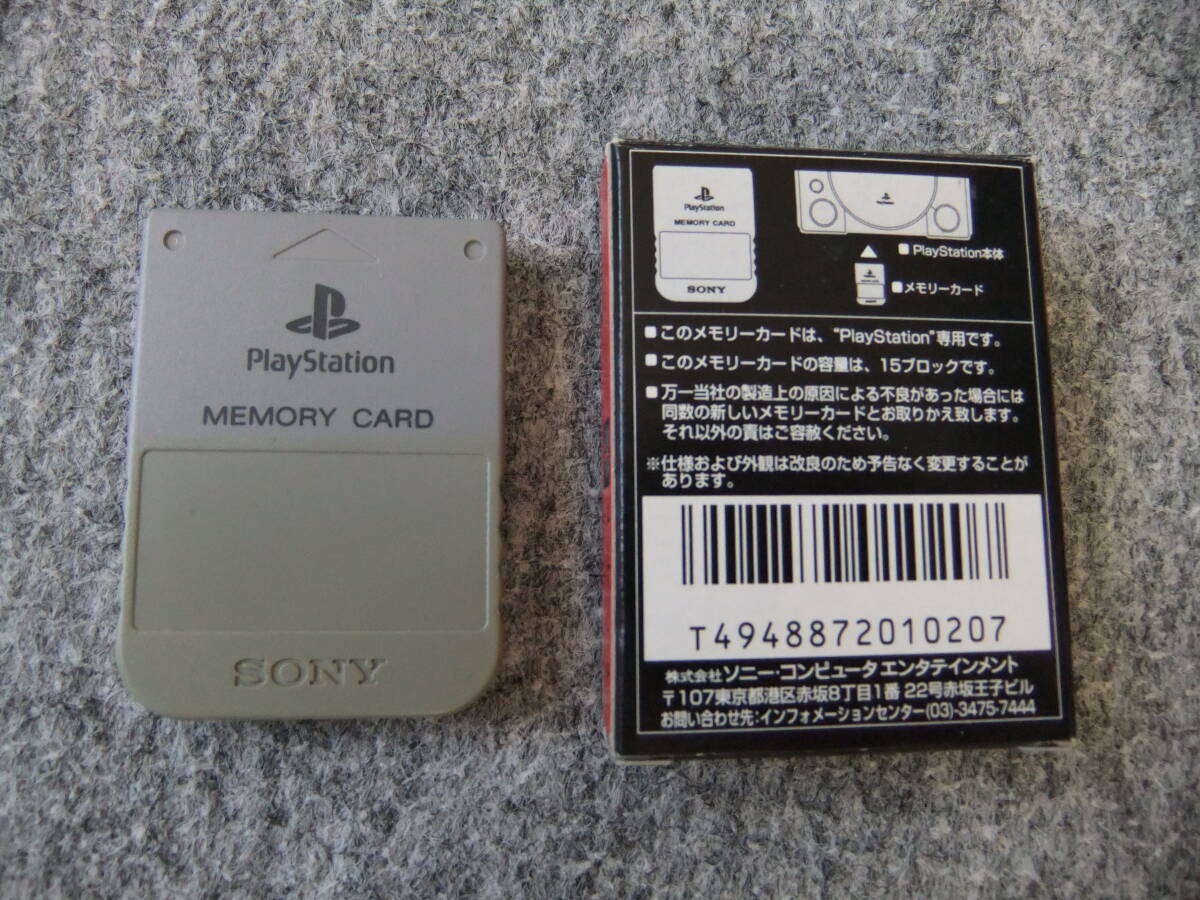 PlayStation
MEMORY CARD
SONY
PlayStation
MEMORY CARD
SONY
■PlayStation本体
■メモリーカード
■このメモリーカードは、"PlayStation"専用です。
■このメモリーカードの容量は、15ブロックです。
■万一当社の製造上の原因による不良があった場合には
同数の新しいメモリーカードとお取りかえ致します。
それ以外の責はご容赦ください。
※仕様および外観は改良のため予告なく変更することが
あります。
T4948872010207
株式会社ソニー・コンピュータエンタテインメント
〒107東京都港区赤坂8丁目1番22号赤坂王子ビル
お問い合わせ先:インフォメーションセンター(03)-3475-7444